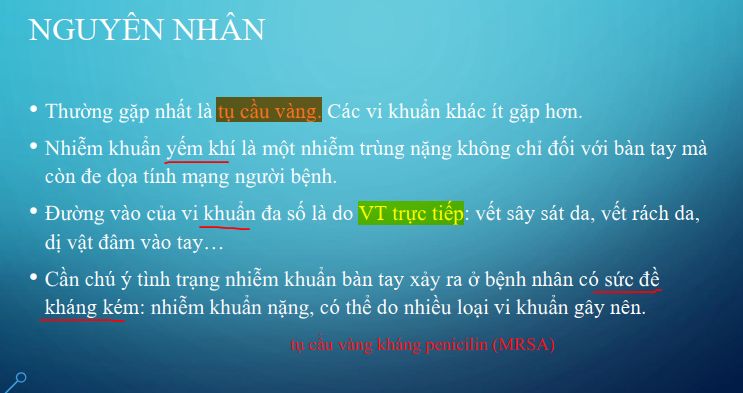 NGUYÊN NHÂN
• Thường gặp nhất là tụ cầu vàng. Các vi khuẩn khác ít gặp hơn.
• Nhiễm khuẩn yếm khí là một nhiễm trùng nặng không chỉ đối với bàn tay mà
còn đe dọa tính mạng người bệnh.
• Đường vào của vi khuẩn đa số là do VT trực tiếp: vết sây sát da, vết rách da,
dị vật đâm vào tay…
• Cần chú ý tình trạng nhiễm khuẩn bàn tay xảy ra ở bệnh nhân có sức đề
kháng kém: nhiễm khuẩn nặng, có thể do nhiều loại vi khuẩn gây nên.
tụ cầu vàng kháng penicilin (MRSA)